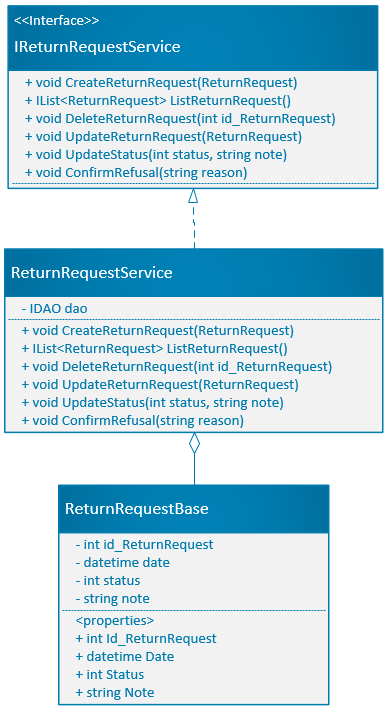 <<Interface>>
IReturnRequestService
+ void CreateReturnRequest(ReturnRequest)
+ IList<ReturnRequest> ListReturnRequest()
+ void DeleteReturnRequest(int id_ReturnRequest)
+ void UpdateReturnRequest(ReturnRequest)
+ void UpdateStatus(int status, string note)
+ void ConfirmRefusal(string reason)
ReturnRequestService
- IDAO dao
+ void CreateReturnRequest(ReturnRequest)
+ IList<ReturnRequest> ListReturnRequest()
+ void DeleteReturnRequest(int id_ReturnRequest)
+ void UpdateReturnRequest(ReturnRequest)
+ void UpdateStatus(int status, string note)
+ void ConfirmRefusal(string reason)
ReturnRequestBase
- int id_ReturnRequest
- datetime date
- int status
- string note
<properties>
+ int Id_ReturnRequest
+ datetime Date
+ int Status
+ string Note